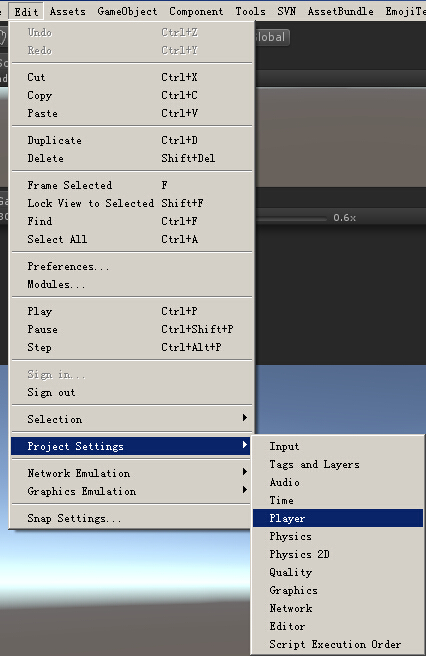 Edit Assets GameObject Component Tools SVN AssetBundle EmojiTe
Undo Ctrl+Z
Redo Ctrl+Y
Global
Cut Ctrl+X
Copy Ctrl+C
Paste Ctrl+V
Duplicate Ctrl+D
Delete Shift+Del
Frame Selected F
Lock View to Selected Shift+F
Find Ctrl+F
0.6x
Select All Ctrl+A
Preferences...
Modules...
Play Ctrl+P
Pause Ctrl+Shift+P
Step Ctrl+Alt+P
Sign in...
Sign out
Selection
Project Settings
Network Emulation
Graphics Emulation
Snap Settings...
Input
Tags and Layers
Audio
Time
Player
Physics
Physics 2D
Quality
Graphics
Network
Editor
Script Execution Order